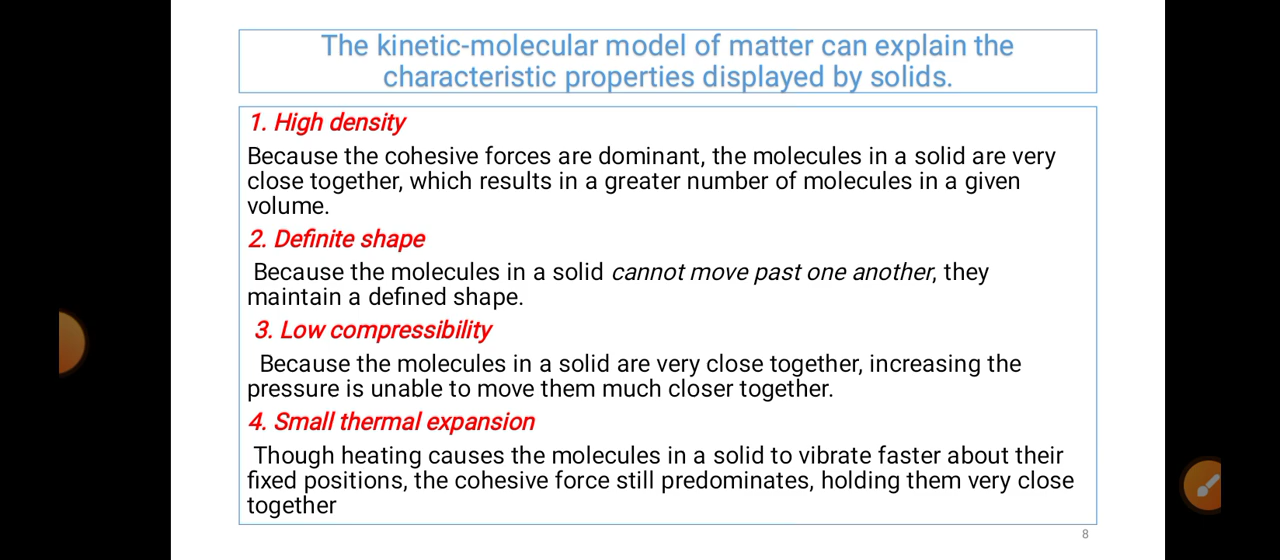 The kinetic-molecular model of matter can explain the
characteristic properties displayed by solids.
1. High density
Because the cohesive forces are dominant, the molecules in a solid are very
close together, which results in a greater number of molecules in a given
volume.
2. Definite shape
Because the molecules in a solid cannot move past one another, they
maintain a defined shape.
3. Low compressibility
Because the molecules in a solid are very close together, increasing the
pressure is unable to move them much closer together.
4. Small thermal expansion
Though heating causes the molecules in a solid to vibrate faster about their
fixed positions, the cohesive force still predominates, holding them very close
together
8